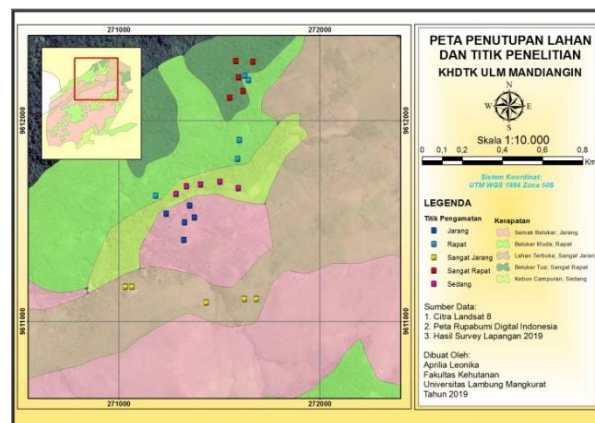 271000
272000
9612000
9612000
9611000
9611000
271000
272000
PETA PENUTUPAN LAHAN
DAN TITIK PENELITIAN
KHDTK ULM MANDIANGIN
N
W E
S
Skala 1:10.000
0 0,1 0,2 0,4 0,6 0,8
Km
Sistem Koordinat:
UTM WGS 1984 Zona 50S
LEGENDA
Titik Pengamatan
Jarang
Rapat
Sangat Jarang
Sangat Rapat
Sedang
Kerapatan
Semak Belukar; Jarang
Belukar Muda; Rapat
Lahan Terbuka; Sangat Jarang
Belukar Tua; Sangat Rapat
Kebun Campuran; Sedang
Sumber Data:
1. Citra Landsat 8
2. Peta Rupabumi Digital Indonesia
3. Hasil Survey Lapangan 2019
Dibuat Oleh:
Aprilia Leonika
Fakultas Kehutanan
Universitas Lambung Mangkurat
Tahun 2019